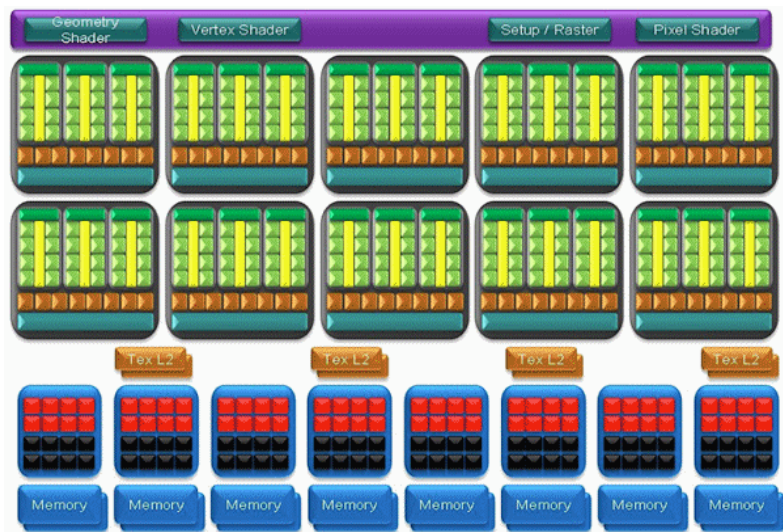 Geometry
Shader
Vertex Shader
Setup / Raster
Pixel Shader
Tex L2
Tex L2
Tex L2
Tex L2
Memory
Memory
Memory
Memory
Memory
Memory
Memory
Memory